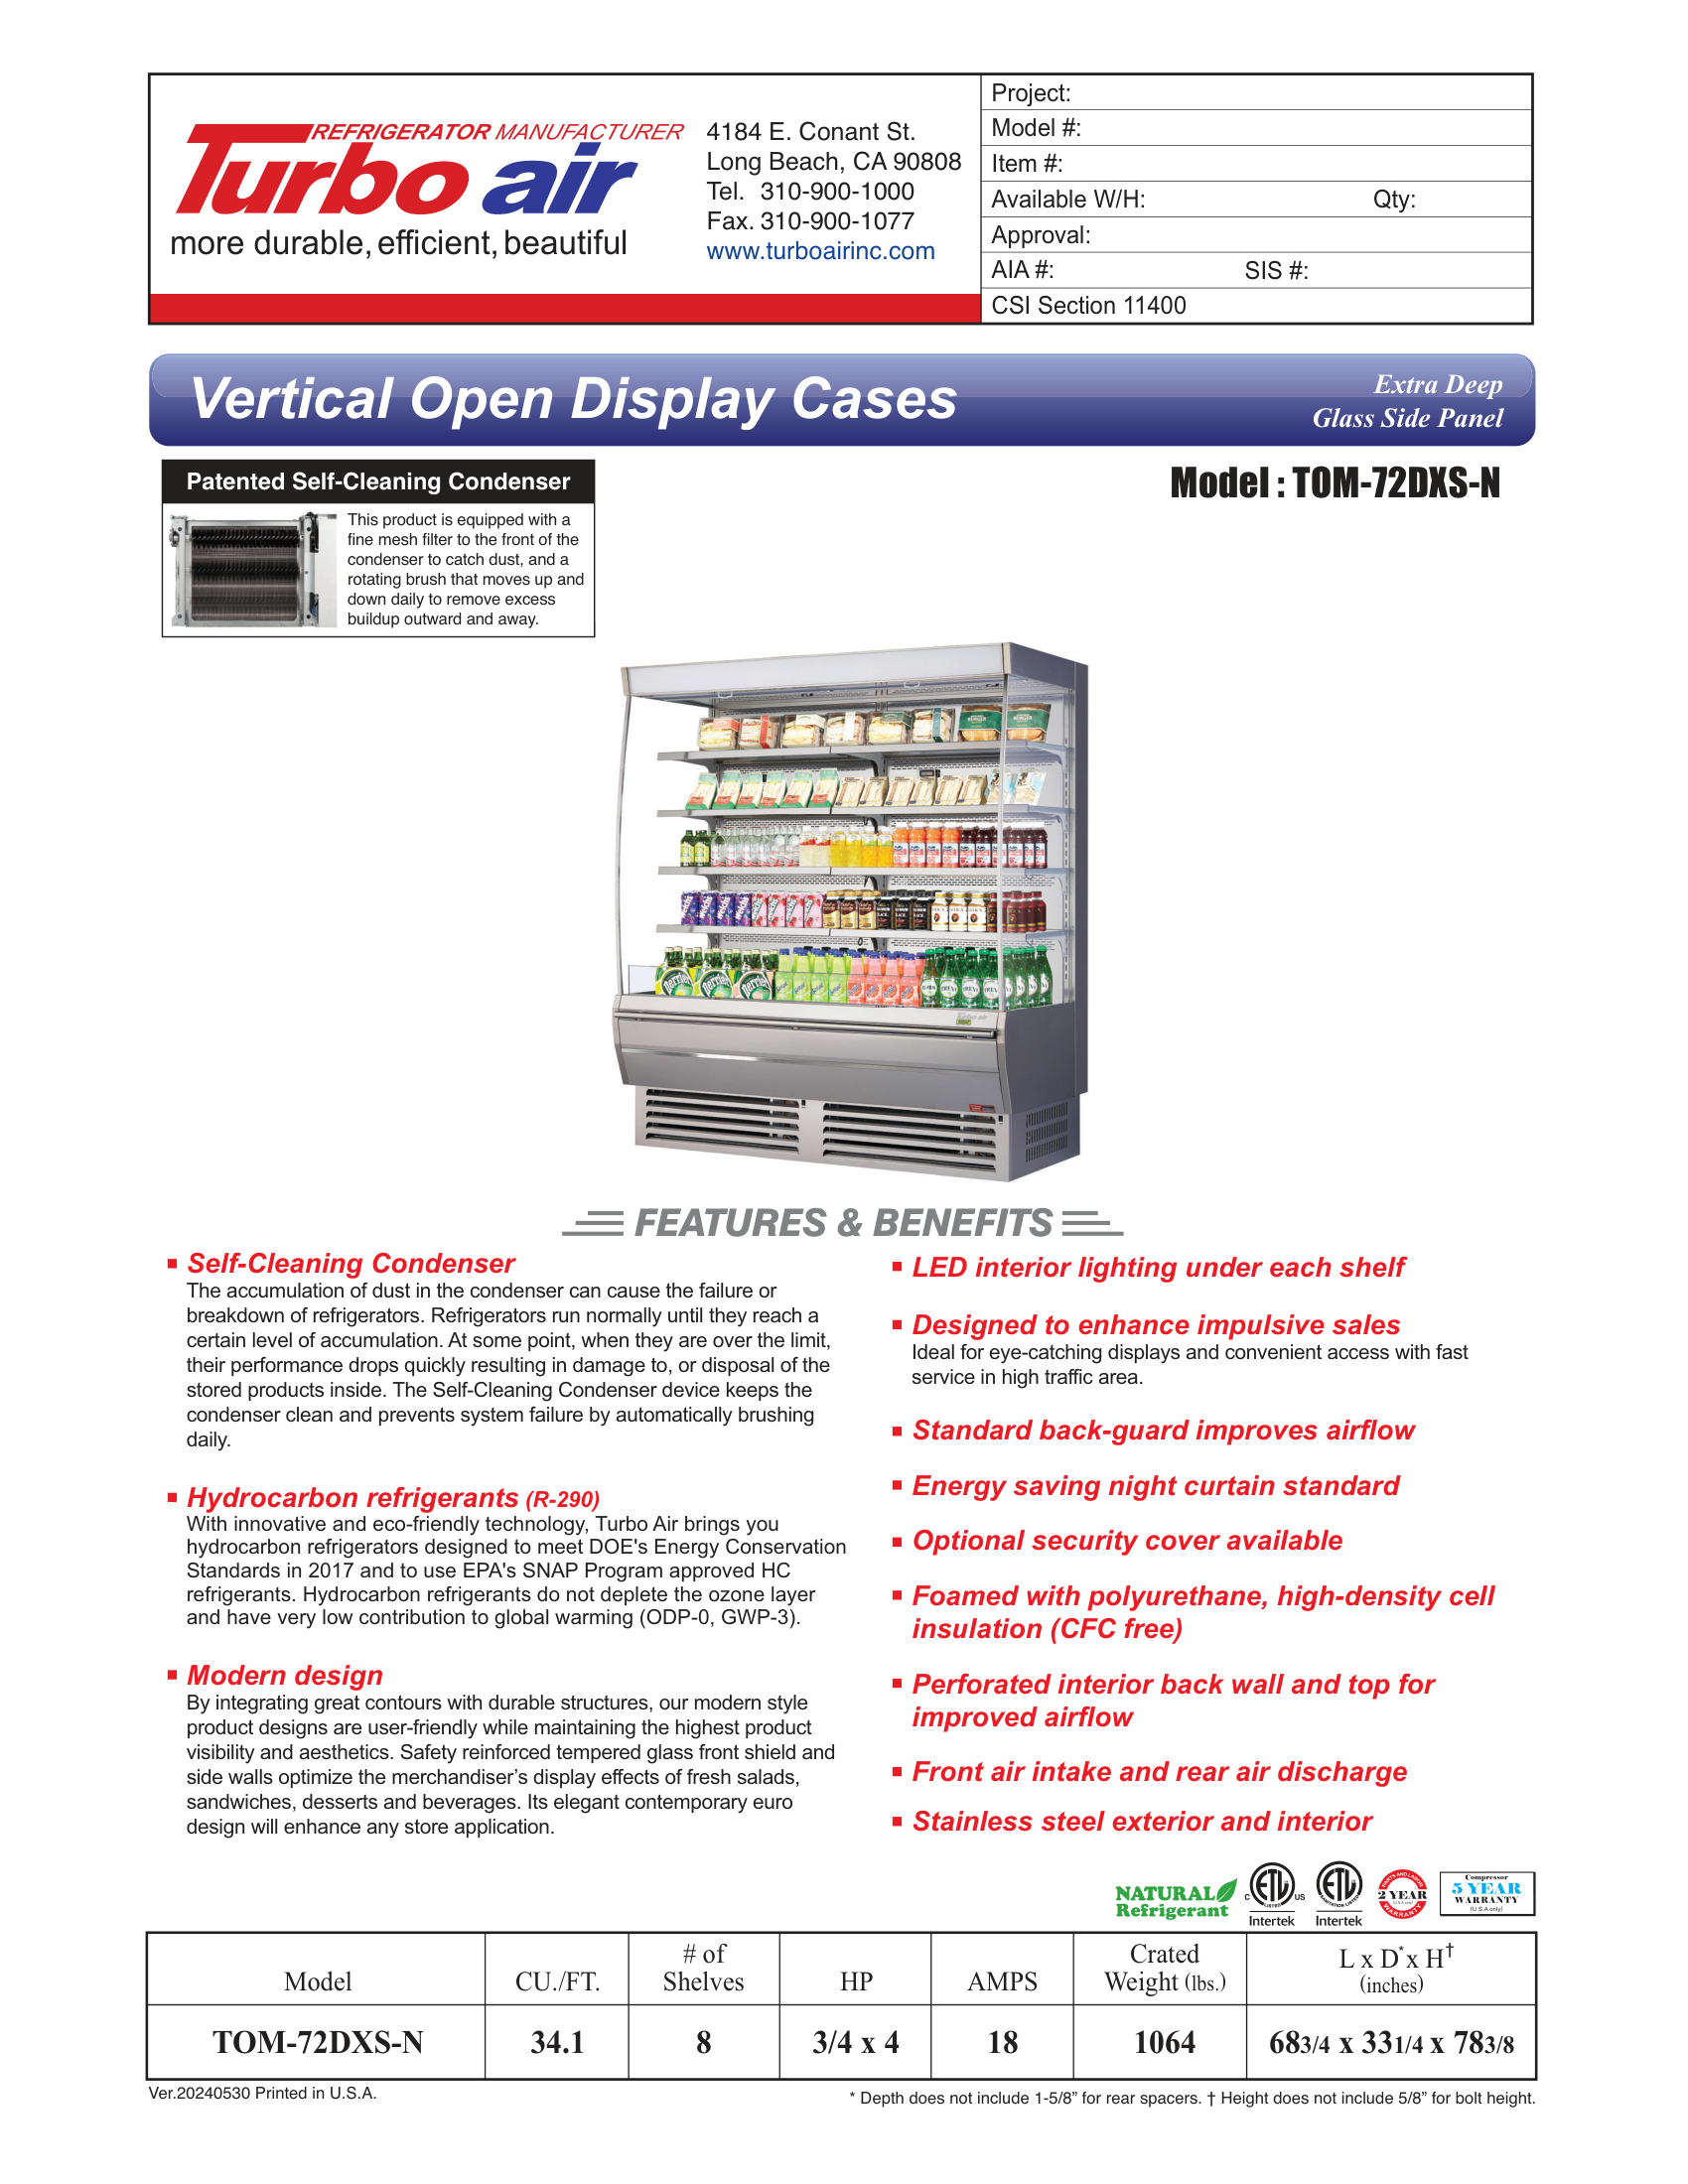 REFRIGERATOR MANUFACTURER
Turbo air
more durable, efficient, beautiful
4184 E. Conant St.
Long Beach, CA 90808
Tel. 310-900-1000
Fax. 310-900-1077
www.turboairinc.com
Project:
Model #:
Item #:
Available W/H: Qty:
Approval:
AIA #: SIS #:
CSI Section 11400
Vertical Open Display Cases
Extra Deep
Glass Side Panel
Patented Self-Cleaning Condenser
This product is equipped with a
fine mesh filter to the front of the
condenser to catch dust, and a
rotating brush that moves up and
down daily to remove excess
buildup outward and away.
Model : TOM-72DXS-N
FEATURES & BENEFITS
Self-Cleaning Condenser
The accumulation of dust in the condenser can cause the failure or
breakdown of refrigerators. Refrigerators run normally until they reach a
certain level of accumulation. At some point, when they are over the limit,
their performance drops quickly resulting in damage to, or disposal of the
stored products inside. The Self-Cleaning Condenser device keeps the
condenser clean and prevents system failure by automatically brushing
daily.
Hydrocarbon refrigerants (R-290)
With innovative and eco-friendly technology, Turbo Air brings you
hydrocarbon refrigerators designed to meet DOE's Energy Conservation
Standards in 2017 and to use EPA's SNAP Program approved HC
refrigerants. Hydrocarbon refrigerants do not deplete the ozone layer
and have very low contribution to global warming (ODP-0, GWP-3).
Modern design
By integrating great contours with durable structures, our modern style
product designs are user-friendly while maintaining the highest product
visibility and aesthetics. Safety reinforced tempered glass front shield and
side walls optimize the merchandiser's display effects of fresh salads,
sandwiches, desserts and beverages. Its elegant contemporary euro
design will enhance any store application.
LED interior lighting under each shelf
Designed to enhance impulsive sales
Ideal for eye-catching displays and convenient access with fast
service in high traffic area.
Standard back-guard improves airflow
Energy saving night curtain standard
Optional security cover available
Foamed with polyurethane, high-density cell
insulation (CFC free)
Perforated interior back wall and top for
improved airflow
Front air intake and rear air discharge
Stainless steel exterior and interior
NATURAL
Refrigerant
C ETL US
LISTED
Intertek
ETL
SANITATION LISTED
Intertek
PARTS AND LABOR
2 YEAR
(U.S.A only)
WARRANTY
Compressor
5 YEAR
WARRANTY
(U.S.A only)
Model CU./FT. # of Shelves HP AMPS Crated Weight (lbs.) L x D* x H† (inches)
TOM-72DXS-N 34.1 8 3/4 x 4 18 1064 683/4 x 331/4 x 783/8
Ver.20240530 Printed in U.S.A.
* Depth does not include 1-5/8” for rear spacers. † Height does not include 5/8” for bolt height.